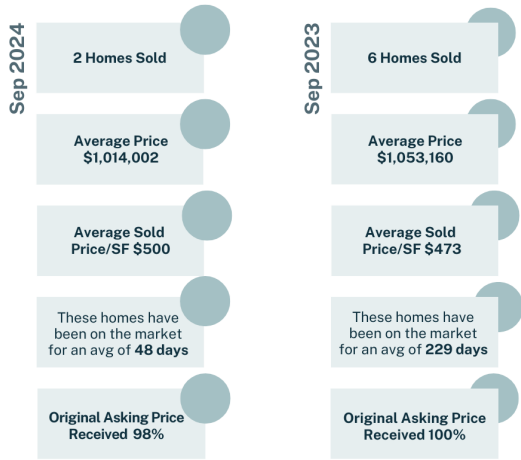 Sep 2024
2 Homes Sold
Average Price
$1,014,002
Average Sold
Price/SF $500
These homes have
been on the market
for an avg of 48 days
Original Asking Price
Received 98%
Sep 2023
6 Homes Sold
Average Price
$1,053,160
Average Sold
Price/SF $473
These homes have
been on the market
for an avg of 229 days
Original Asking Price
Received 100%